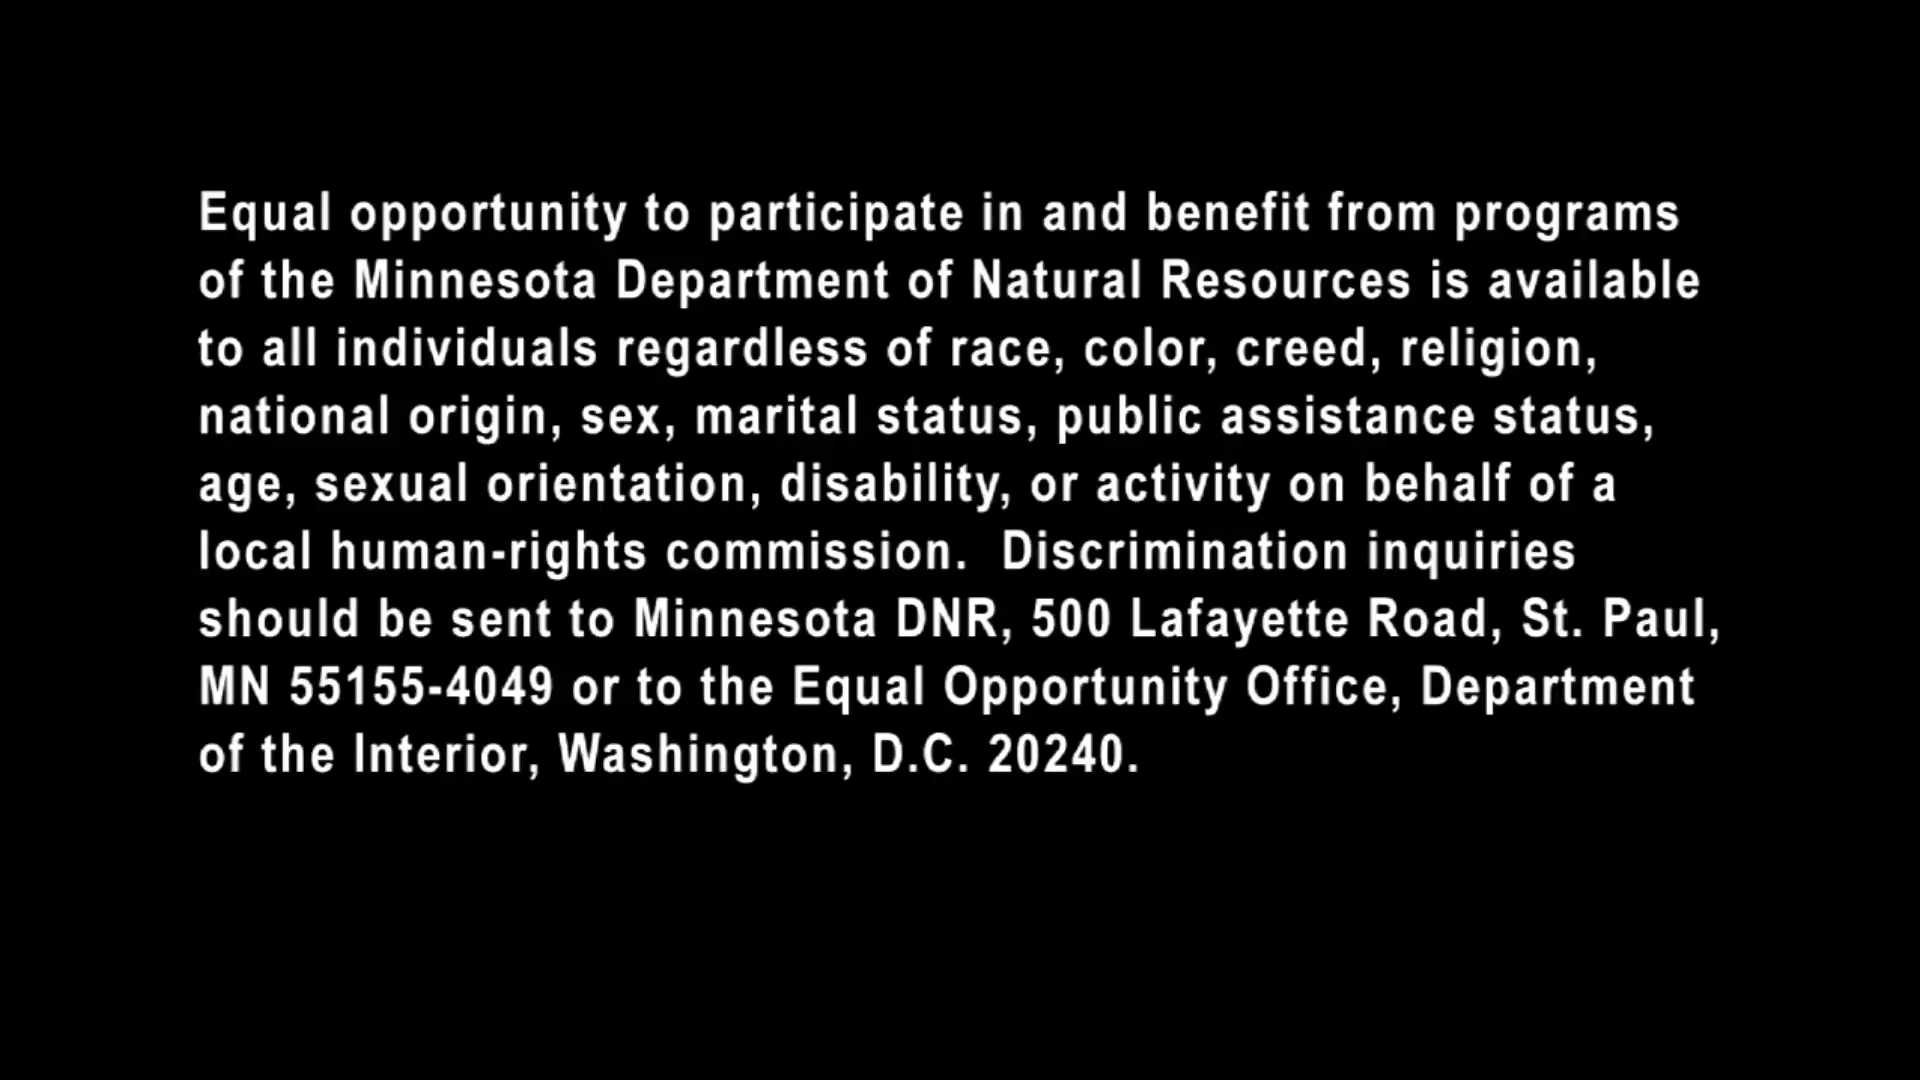 Equal opportunity to participate in and benefit from programs
of the Minnesota Department of Natural Resources is available
to all individuals regardless of race, color, creed, religion,
national origin, sex, marital status, public assistance status,
age, sexual orientation, disability, or activity on behalf of a
local human-rights commission.  Discrimination inquiries
should be sent to Minnesota DNR, 500 Lafayette Road, St. Paul,
MN 55155-4049 or to the Equal Opportunity Office, Department
of the Interior, Washington, D.C. 20240.